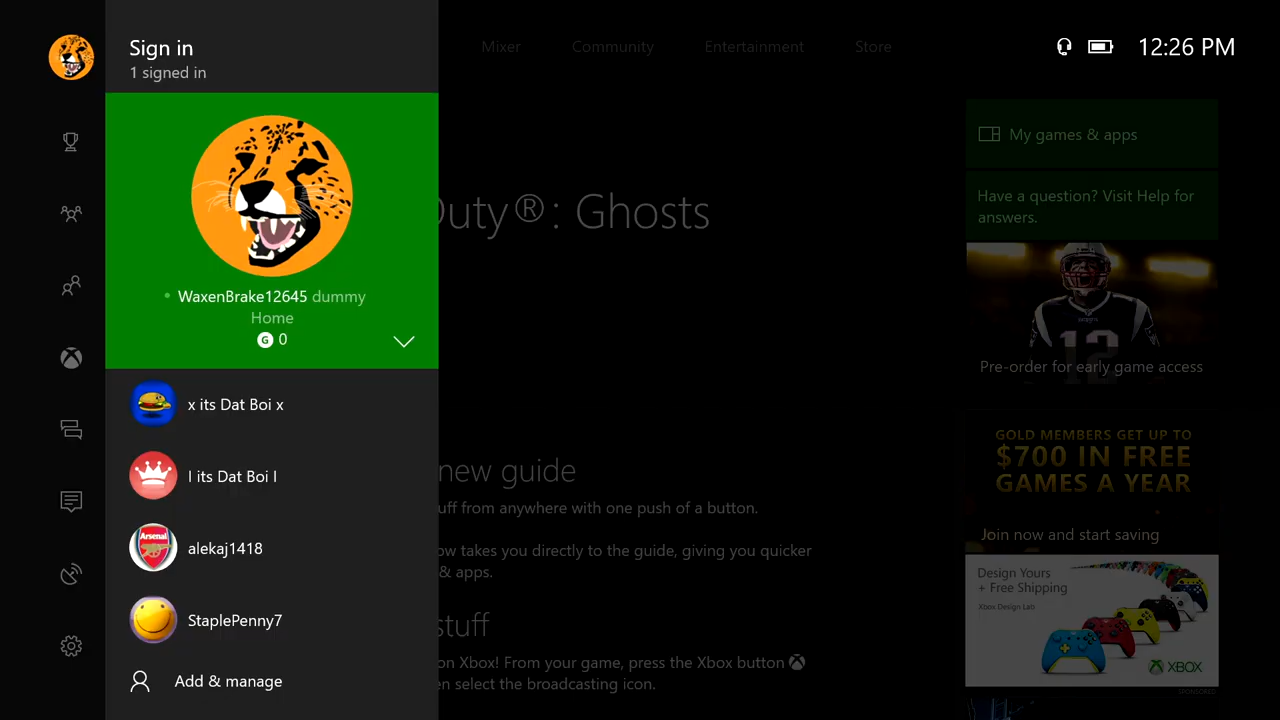 Sign in
1 signed in
Mixer
Community
Entertainment
Store
12:26 PM
WaxenBrake12645 dummy
Home
G 0
x its Dat Boi x
l its Dat Boi l
Arsenal
alekaj1418
StaplePenny7
Add & manage
Duty®: Ghosts
new guide
uff from anywhere with one push of a button.
ow takes you directly to the guide, giving you quicker
& apps.
stuff
on Xbox! From your game, press the Xbox button
en select the broadcasting icon.
My games & apps
Have a question? Visit Help for
answers.
12
Pre-order for early game access
GOLD MEMBERS GET UP TO
$700 IN FREE
GAMES A YEAR
Join now and start saving
Design Yours
+ Free Shipping
Xbox Design Lab
XBOX
SPONSORED